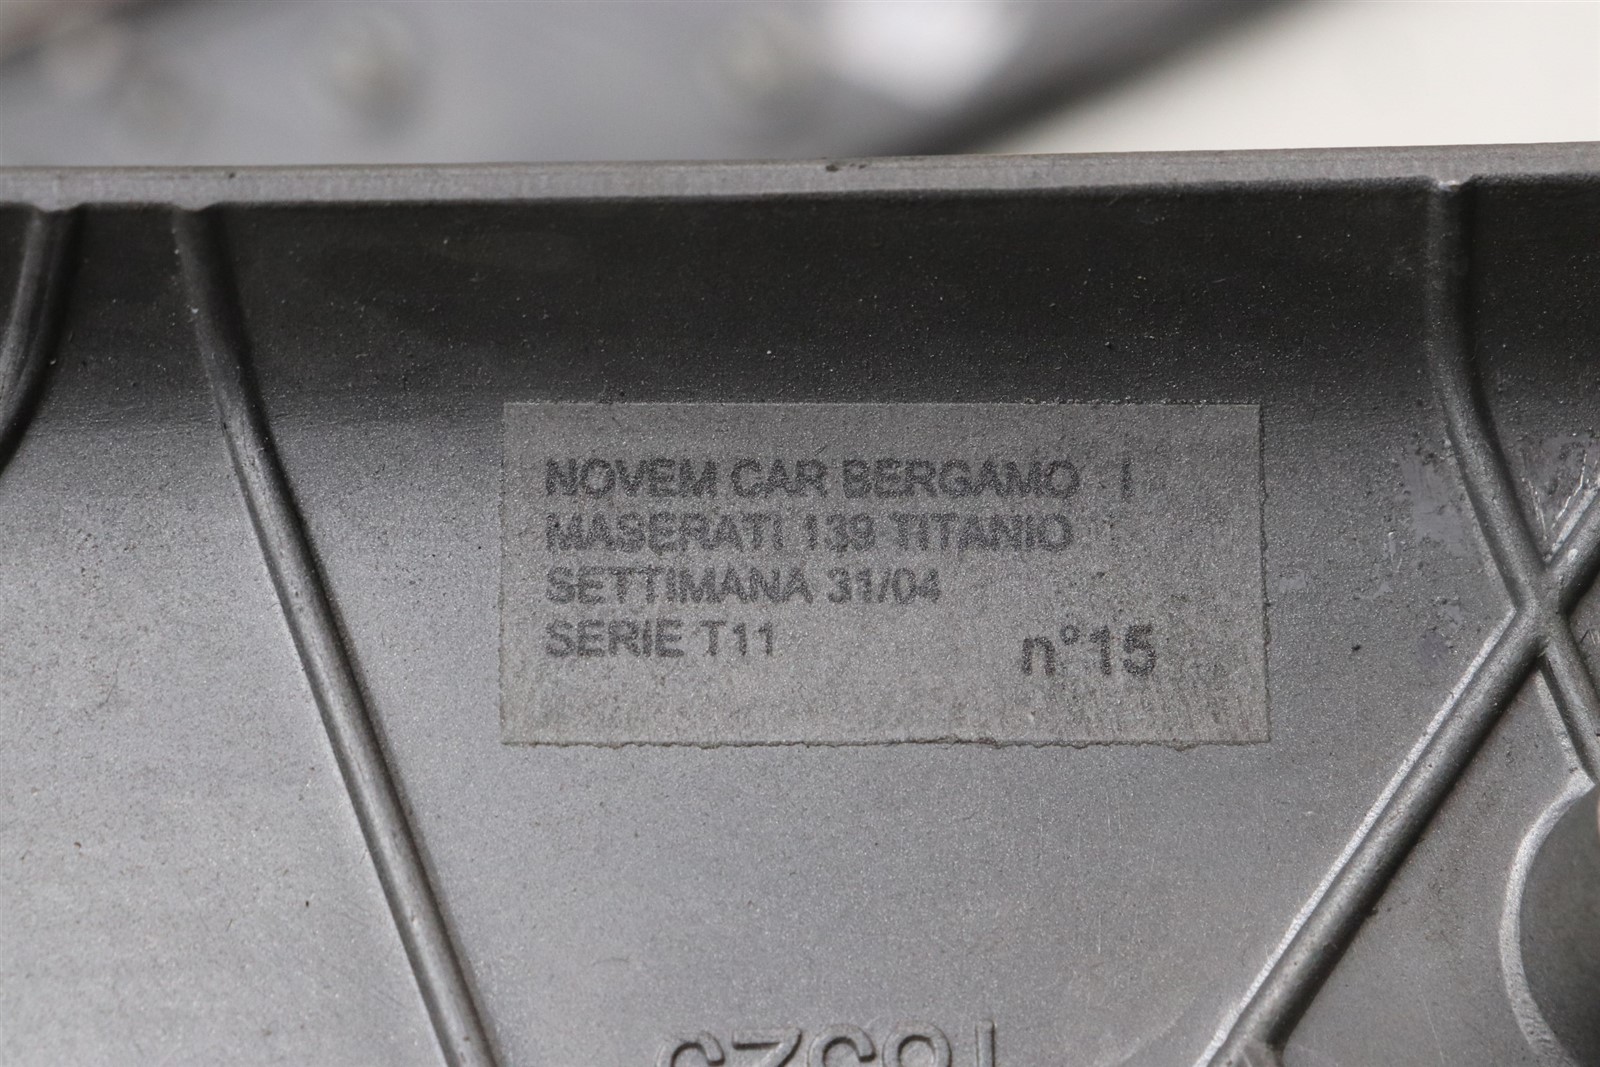 NOVEM CAR BERGAMO - I
MASERATI 139 TITANIO
SETTIMANA 31/04
SERIE T11 n°15